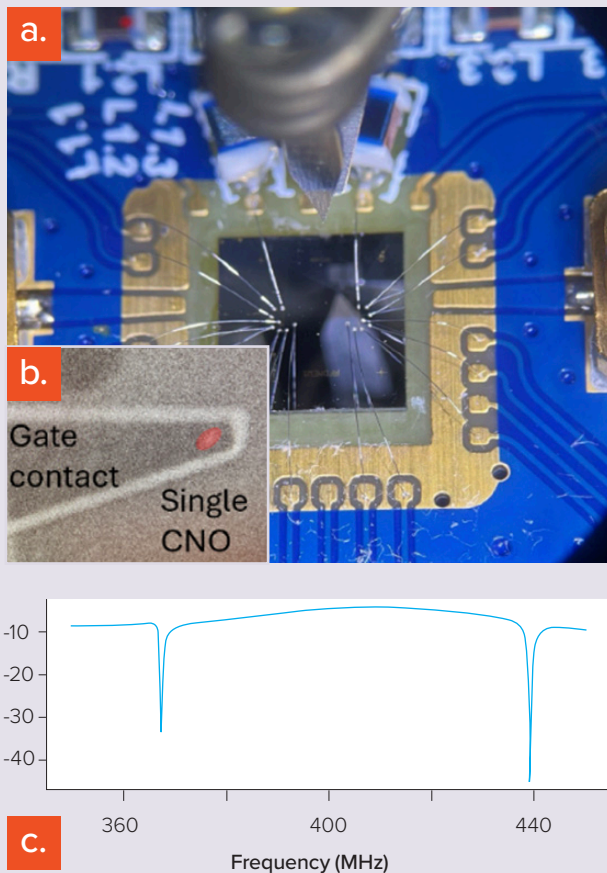 a.
b.
Gate
contact
Single
CNO
-10
-20
-30
-40
360 400 440
Frequency (MHz)
c.